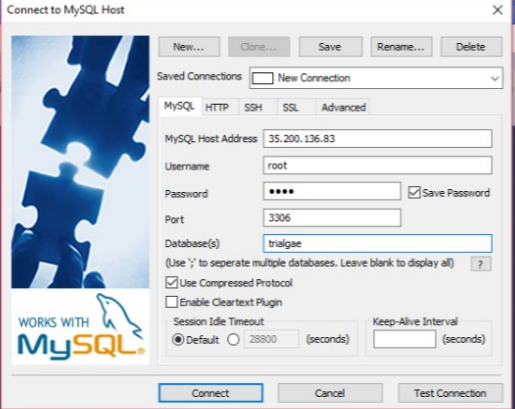 Connect to MySQL Host
New... Clone... Save Rename... Delete
Saved Connections New Connection
MySQL HTTP SSH SSL Advanced
MySQL Host Address 35.200.136.83
Username root
Password •••• Save Password
Port 3306
Database(s) trialgae
(Use ';' to seperate multiple databases. Leave blank to display all) ?
Use Compressed Protocol
Enable Cleartext Plugin
Session Idle Timeout Keep-Alive Interval
Default 28800 (seconds) (seconds)
WORKS WITH
MySQL®
Connect Cancel Test Connection